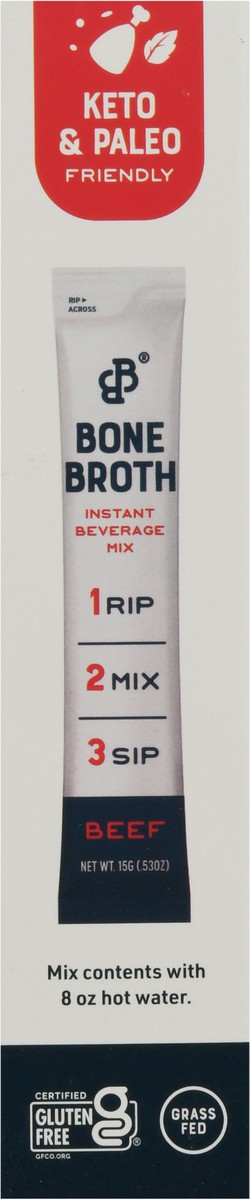 KETO
& PALEO
FRIENDLY
RIP ▸
ACROSS
BB®
BONE
BROTH
INSTANT
BEVERAGE
MIX
1 RIP
2 MIX
3 SIP
BEEF
NET WT. 15G (.53OZ)
Mix contents with
8 oz hot water.
CERTIFIED
GLUTEN
FREE
g®
GFCO.ORG
GRASS
FED